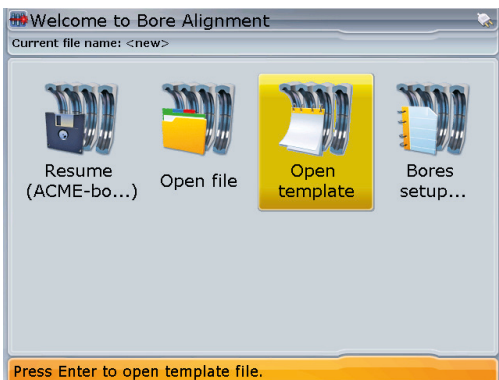 Welcome to Bore Alignment
Current file name: <new>
Resume
(ACME-bo...)
Open file
Open
template
Bores
setup...
Press Enter to open template file.